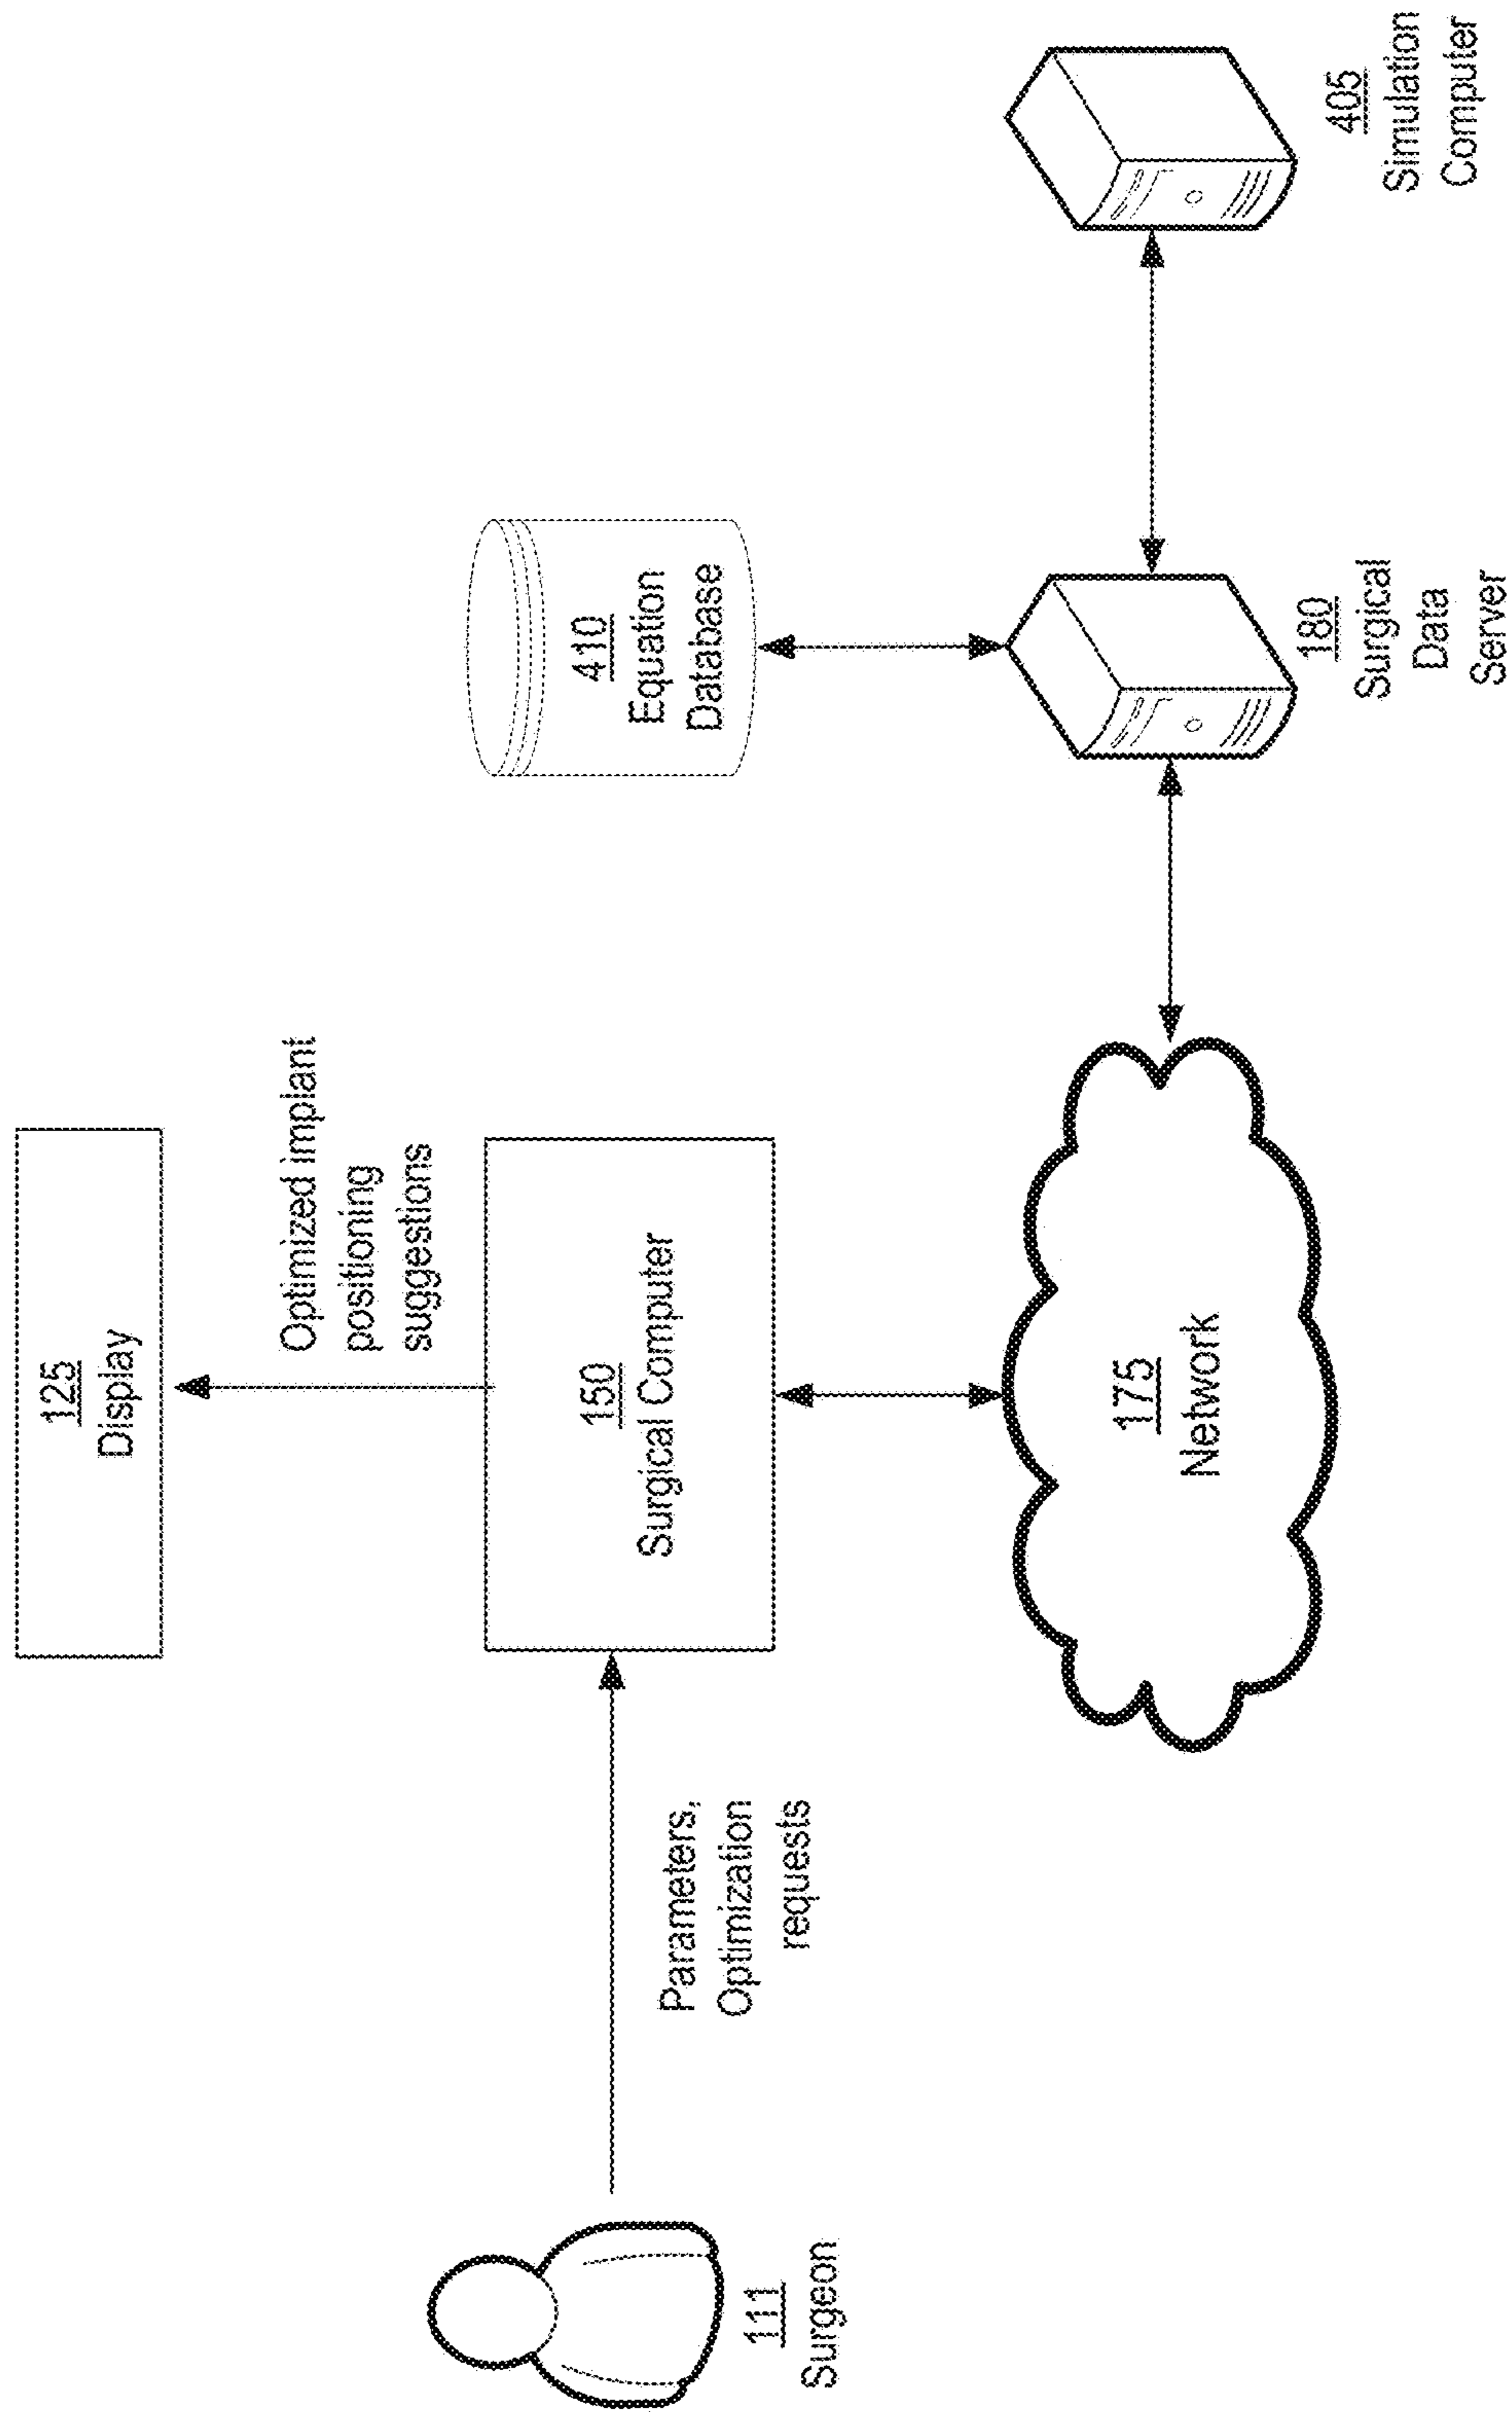 125
Display
Optimized implant
positioning
suggestions
111
Surgeon
Parameters,
Optimization
requests
150
Surgical Computer
410
Equation
Database
175
Network
180
Surgical
Data
Server
405
Simulation
Computer